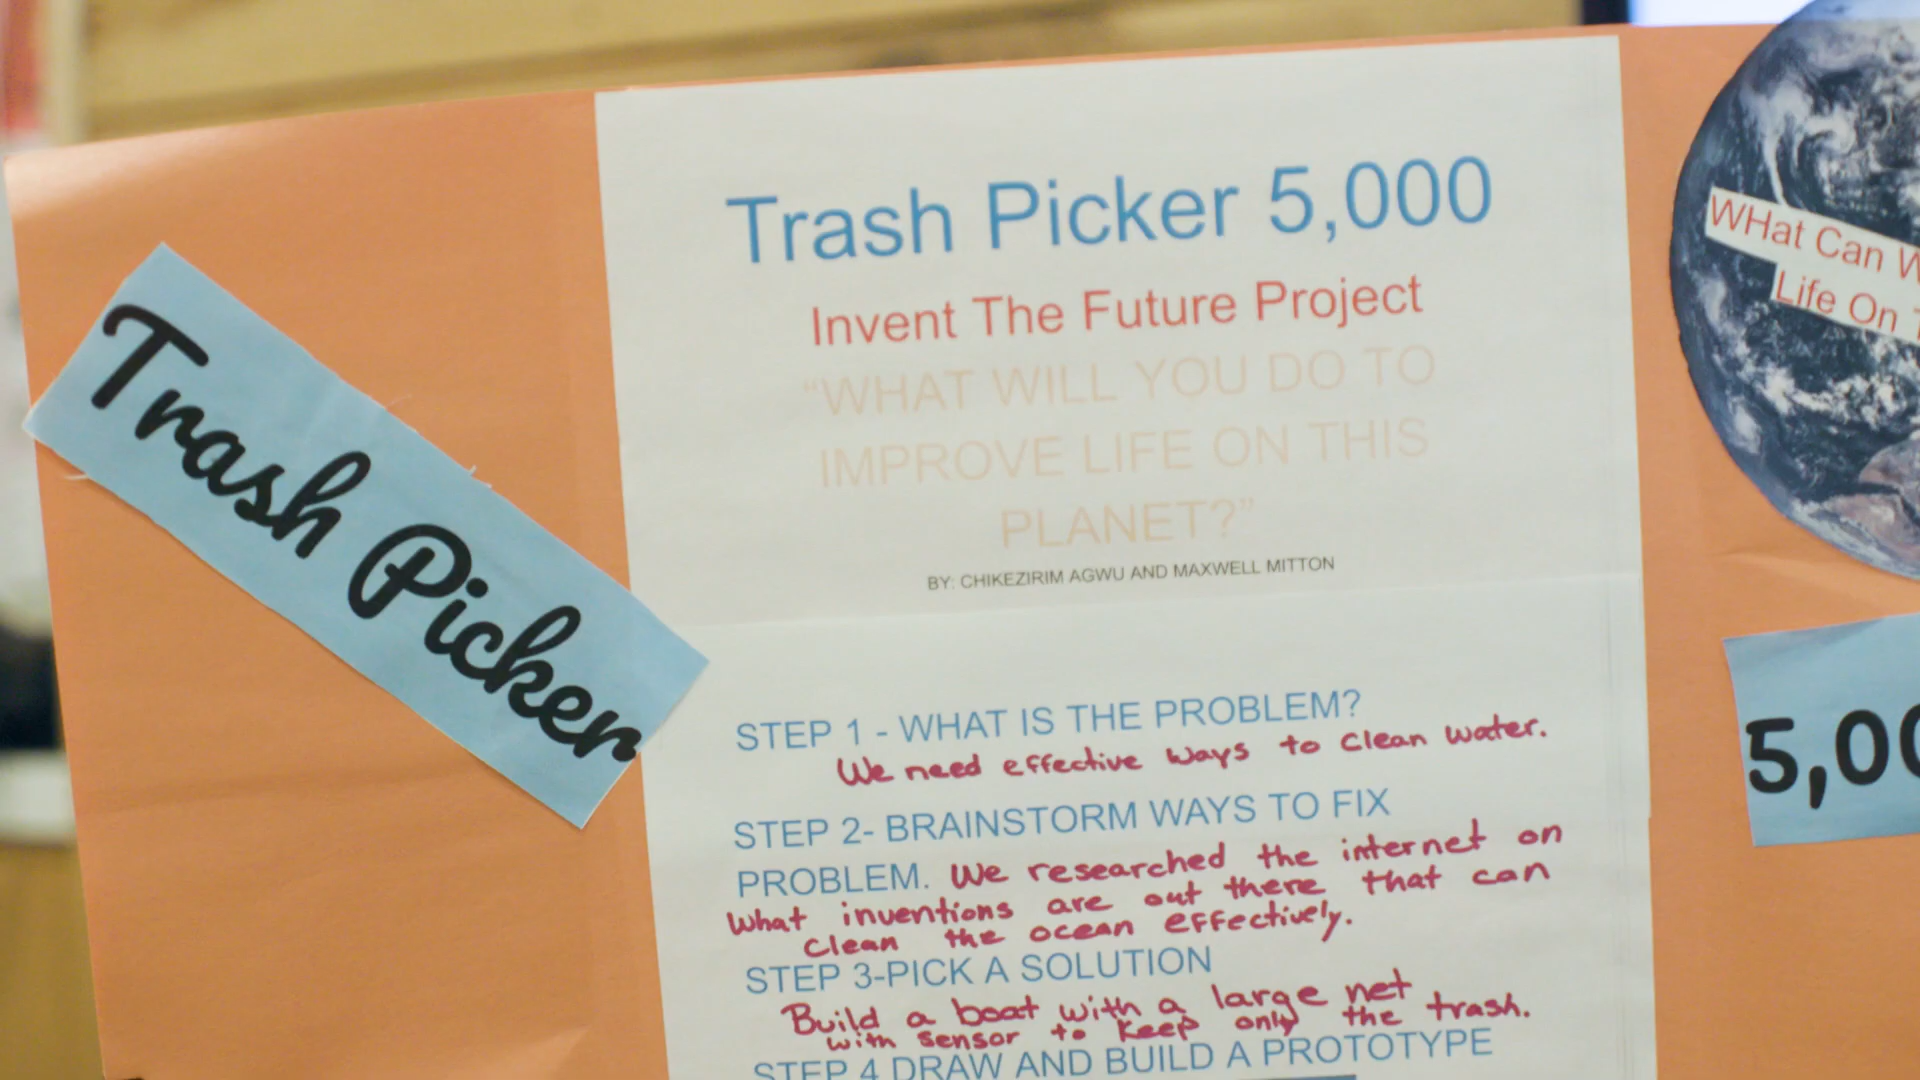 Trash Picker
Trash Picker 5,000
Invent The Future Project
“WHAT WILL YOU DO TO
IMPROVE LIFE ON THIS
PLANET?”
BY: CHIKEZIRIM AGWU AND MAXWELL MITTON
STEP 1 - WHAT IS THE PROBLEM?
We need effective ways to clean water.
STEP 2- BRAINSTORM WAYS TO FIX
PROBLEM. We researched the internet on
what inventions are out there that can
clean the ocean effectively.
STEP 3-PICK A SOLUTION
Build a boat with a large net
with sensor to keep only the trash.
STEP 4 DRAW AND BUILD A PROTOTYPE
WHat Can
Life On
5,00